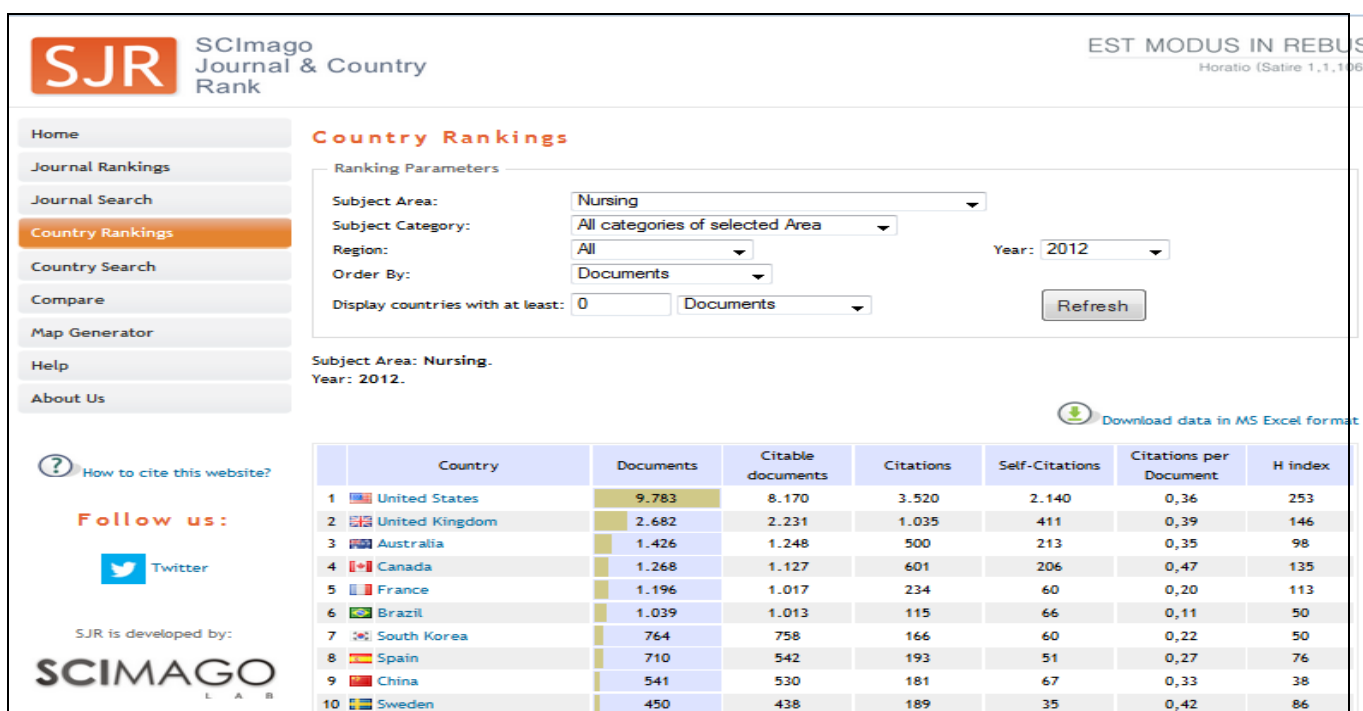 SJR
SCImago
Journal & Country
Rank
EST MODUS IN REBUS
Horatio (Satire 1,1,106
Home
Journal Rankings
Journal Search
Country Rankings
Country Search
Compare
Map Generator
Help
About Us
How to cite this website?
Follow us:
Twitter
SJR is developed by:
SCIMAGO
LAB
Country Rankings
Ranking Parameters
Subject Area: Nursing
Subject Category: All categories of selected Area
Region: All Year: 2012
Order By: Documents
Display countries with at least: 0 Documents Refresh
Subject Area: Nursing.
Year: 2012.
Download data in MS Excel format
Country Documents Citable documents Citations Self-Citations Citations per Document H index
1 United States 9.783 8.170 3.520 2.140 0,36 253
2 United Kingdom 2.682 2.231 1.035 411 0,39 146
3 Australia 1.426 1.248 500 213 0,35 98
4 Canada 1.268 1.127 601 206 0,47 135
5 France 1.196 1.017 234 60 0,20 113
6 Brazil 1.039 1.013 115 66 0,11 50
7 South Korea 764 758 166 60 0,22 50
8 Spain 710 542 193 51 0,27 76
9 China 541 530 181 67 0,33 38
10 Sweden 450 438 189 35 0,42 86